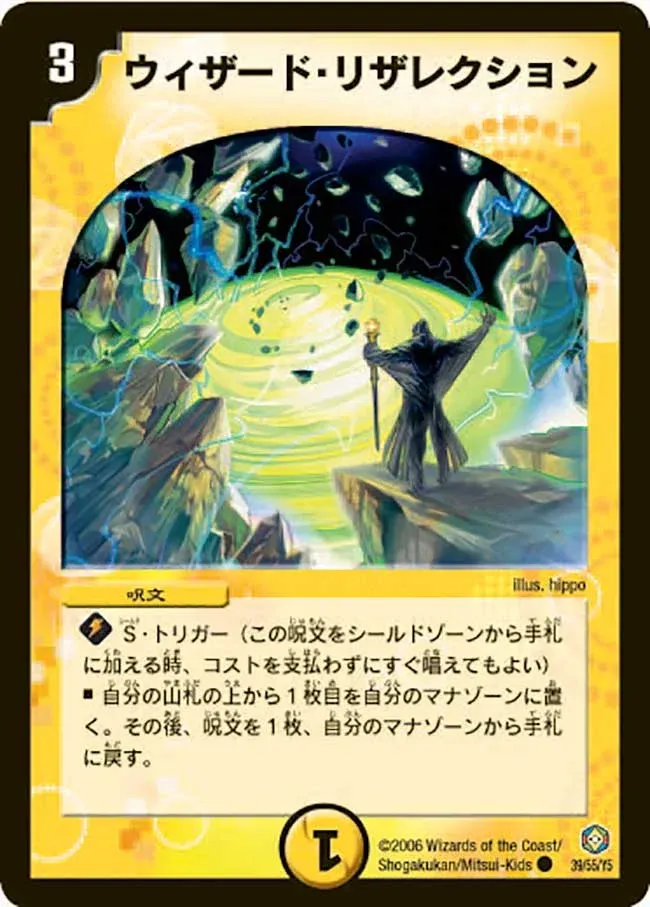 3
ウィザード・リザレクション
illus. hippo
呪文
S・トリガー（この呪文をシールドゾーンから手札
に加える時、コストを支払わずにすぐ唱えてもよい）
■ 自分の山札の上から1枚目を自分のマナゾーンに置
く。その後、呪文を1枚、自分のマナゾーンから手札
に戻す。
1
©2006 Wizards of the Coast/
Shogakukan/Mitsui-Kids
39/55/Y5